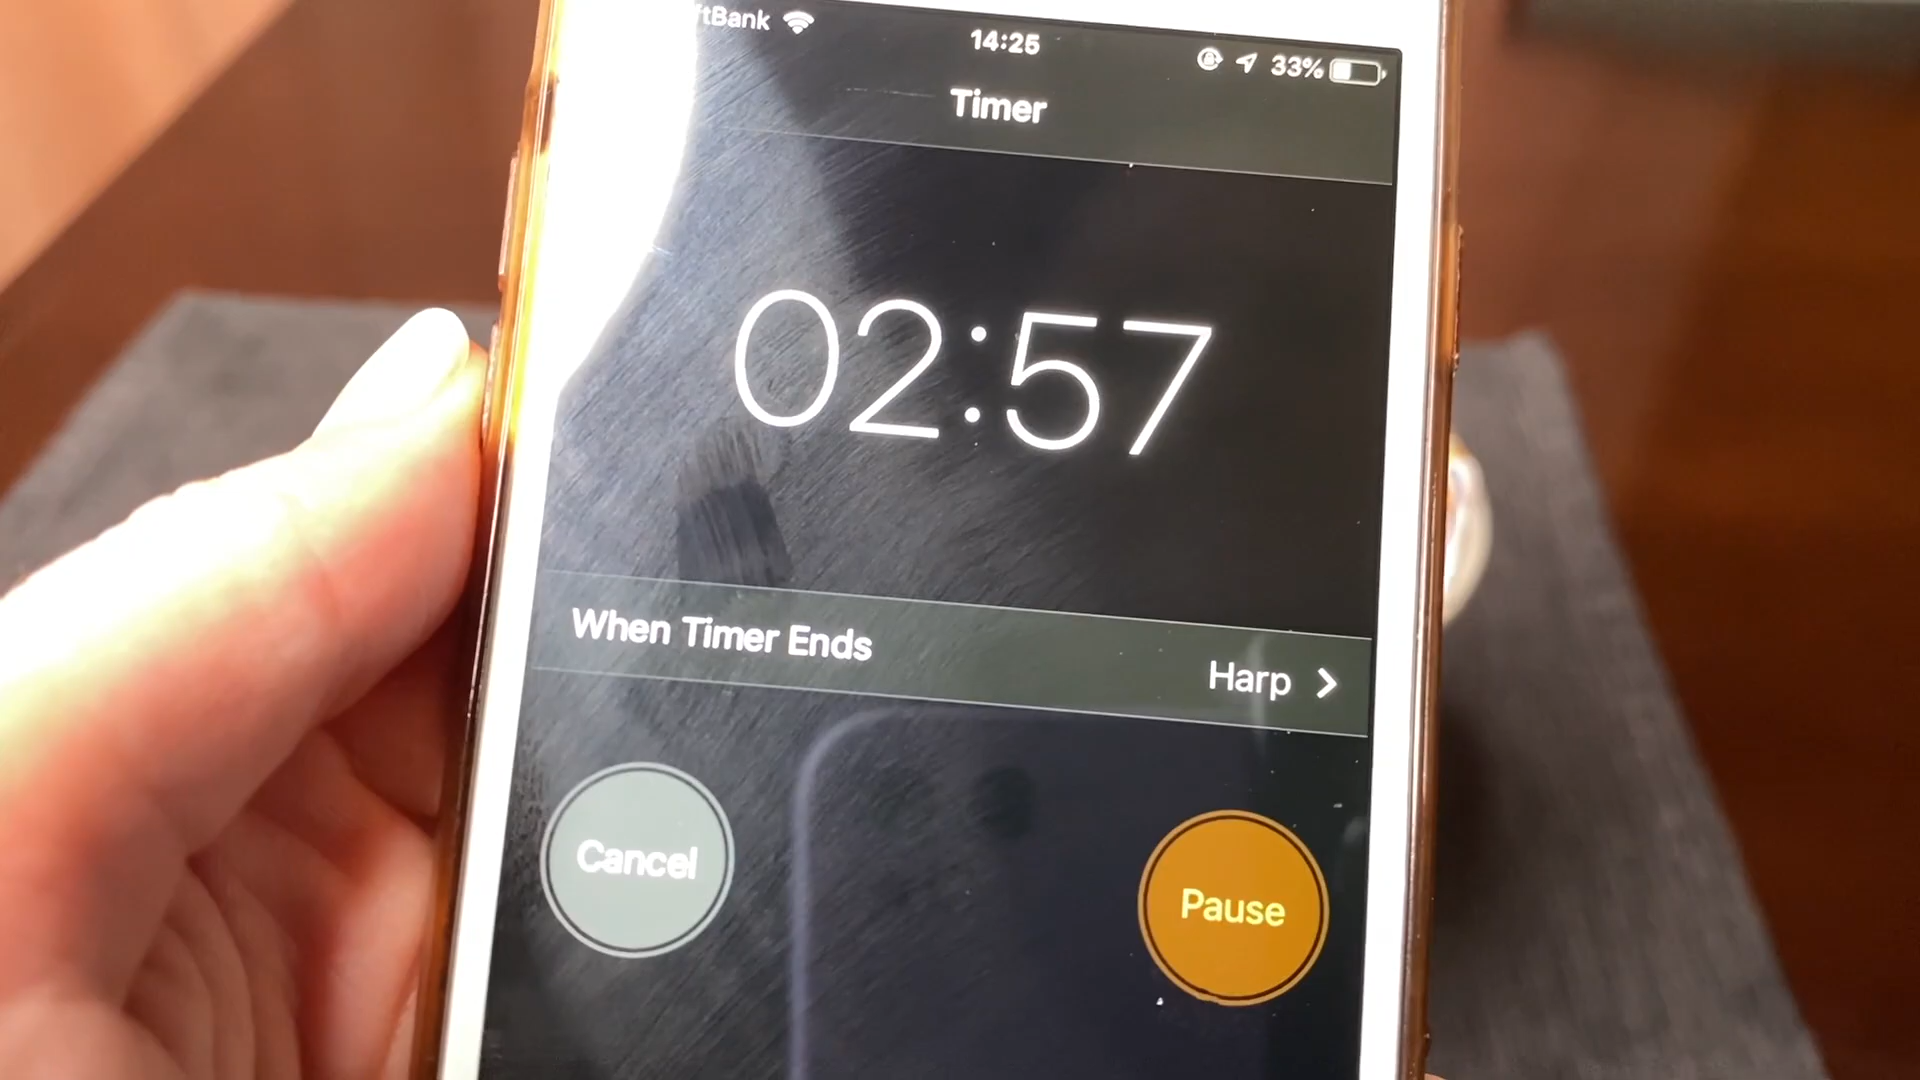 ftBank
14:25
33%
Timer
02:57
When Timer Ends
Harp
Cancel
Pause